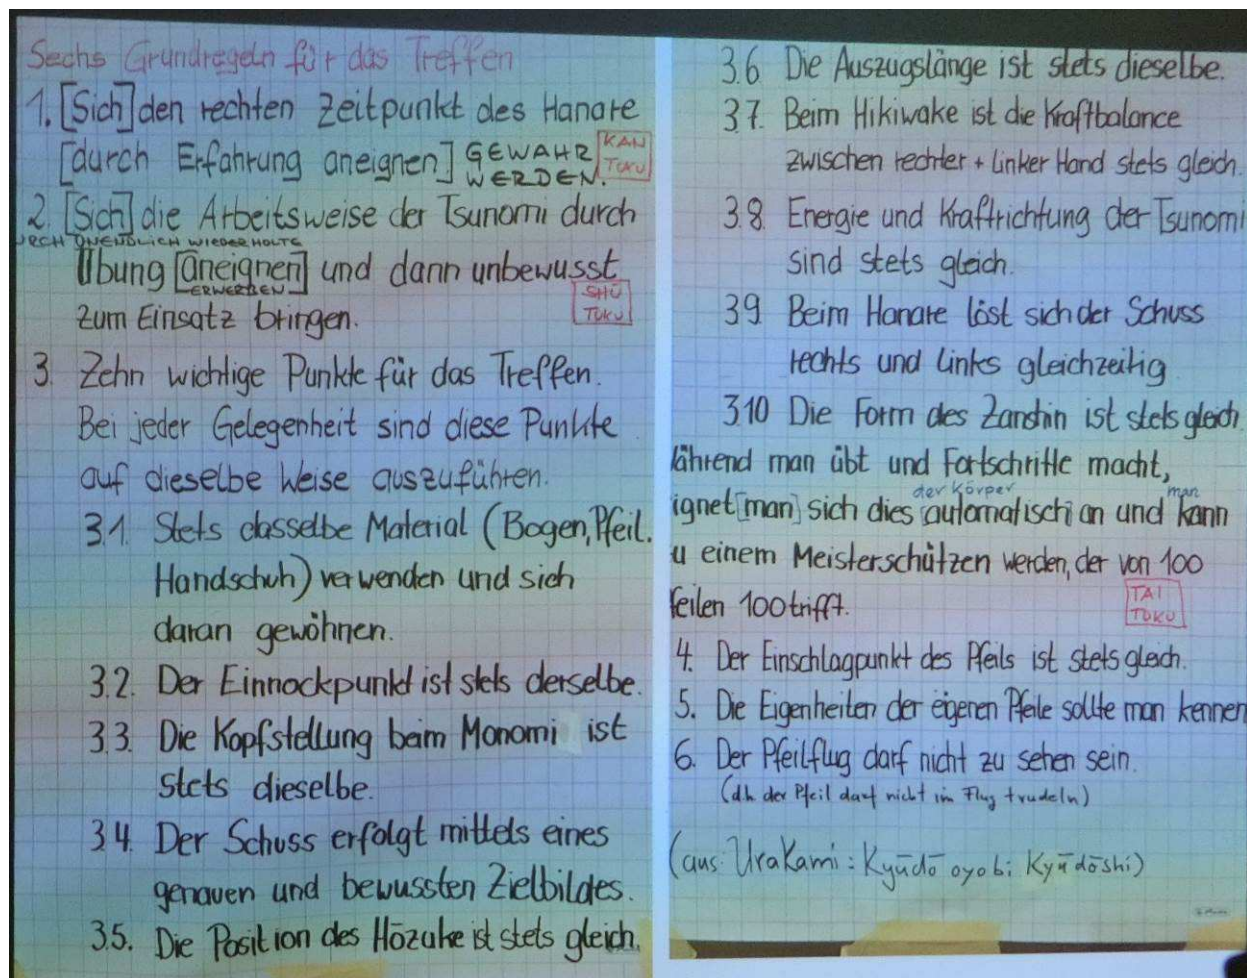 Sechs Grundregeln für das Treffen
1. [Sich] den rechten Zeitpunkt des Hanare
[durch Erfahrung aneignen] GEWAHR
WERDEN.
KAN
TOKU
2. [Sich] die Arbeitsweise der Tsunomi durch
URCH UNENDLICH WIEDERHOLTE
Übung [aneignen] und dann unbewusst
ERWERBEN
zum Einsatz bringen.
SHŪ
TOKU
3. Zehn wichtige Punkte für das Treffen.
Bei jeder Gelegenheit sind diese Punkte
auf dieselbe Weise auszuführen.
3.1. Stets dasselbe Material (Bogen, Pfeil.
Handschuh) verwenden und sich
daran gewöhnen.
3.2. Der Einnockpunkt ist stets derselbe.
3.3. Die Kopfstellung beim Monomi ist
stets dieselbe.
3.4. Der Schuss erfolgt mittels eines
genauen und bewussten Zielbildes.
3.5. Die Position des Hōzuke ist stets gleich.
3.6 Die Auszugslänge ist stets dieselbe.
3.7. Beim Hikiwake ist die Kraftbalance
zwischen rechter + linker Hand stets gleich.
3.8 Energie und Kraftrichtung der Tsunomi
sind stets gleich.
3.9 Beim Hanare löst sich der Schuss
rechts und links gleichzeitig
3.10 Die Form des Zanshin ist stets gleich
ährend man übt und Fortschritte macht,
der Körper
man
ignet [man] sich dies automatisch an und kann
u einem Meisterschützen werden, der von 100
feilen 100 trifft.
TAI
TOKU
4. Der Einschlagpunkt des Pfeils ist stets gleich.
5. Die Eigenheiten der eigenen Pfeile sollte man kennen
6. Der Pfeilflug darf nicht zu sehen sein.
(d.h. der Pfeil darf nicht im Flug trudeln)
(aus: Urakami: Kyūdō oyobi Kyūdōshi)